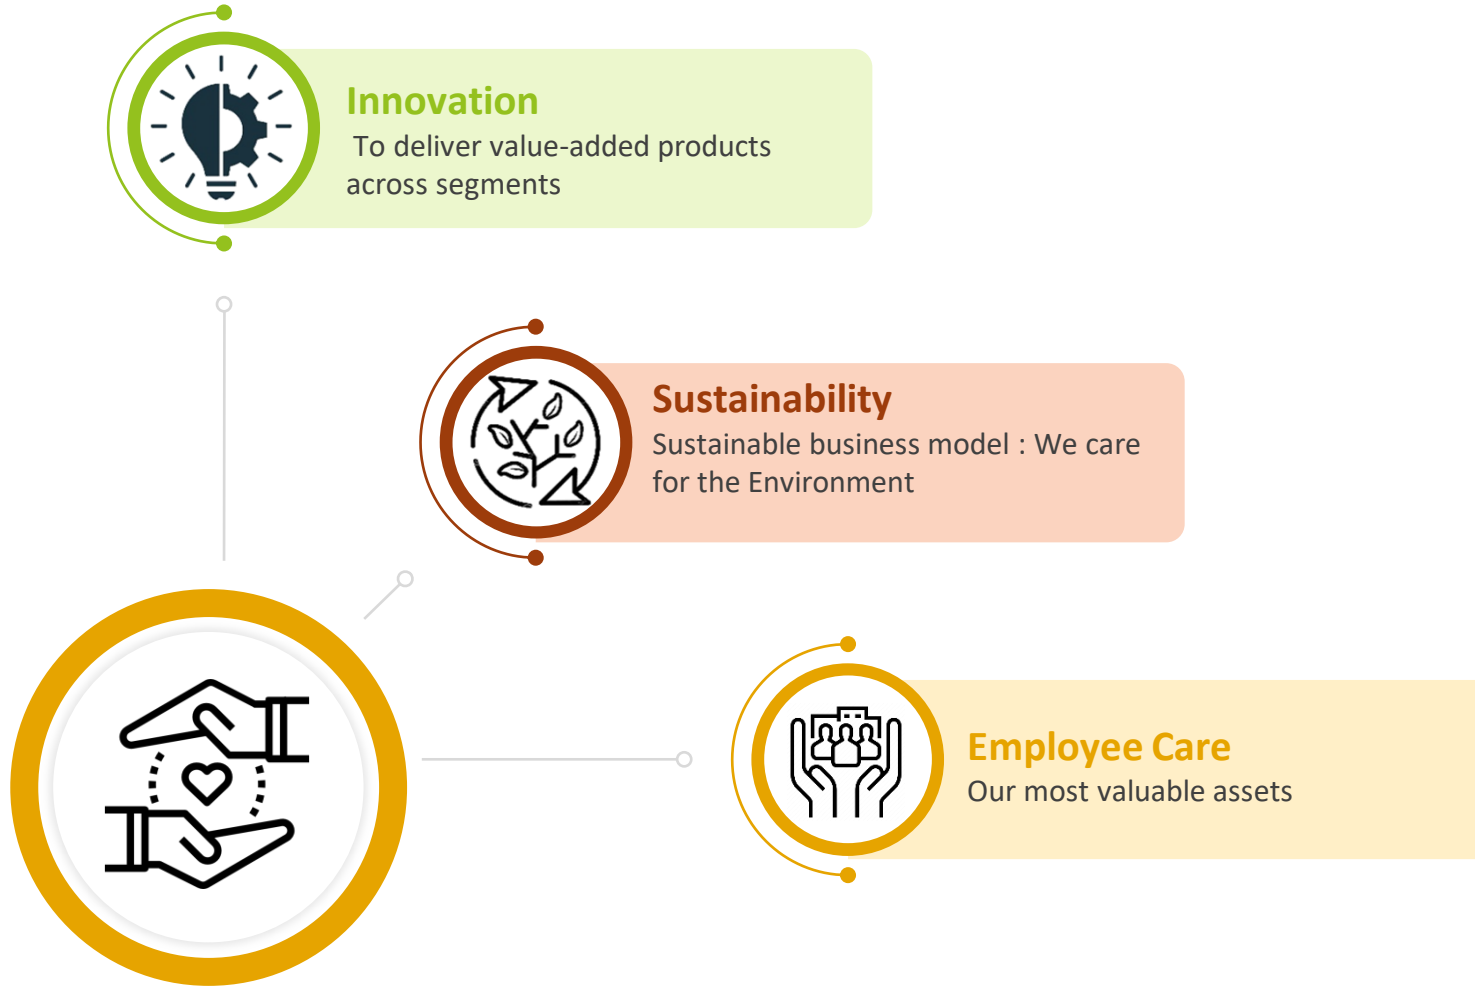 Innovation
To deliver value-added products
across segments
Sustainability
Sustainable business model : We care
for the Environment
Employee Care
Our most valuable assets